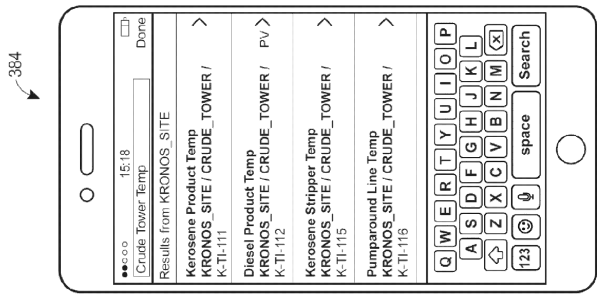 384
15:18
Crude Tower Temp Done
Results from KRONOS_SITE
Kerosene Product Temp
KRONOS_SITE / CRUDE_TOWER /
K-TI-111
Diesel Product Temp PV
KRONOS_SITE / CRUDE_TOWER /
K-TI-112
Kerosene Stripper Temp
KRONOS_SITE / CRUDE_TOWER /
K-TI-115
Pumparound Line Temp
KRONOS_SITE / CRUDE_TOWER /
K-TI-116
Q W E R T Y U I O P
A S D F G H J K L
Z X C V B N M
123 space Search